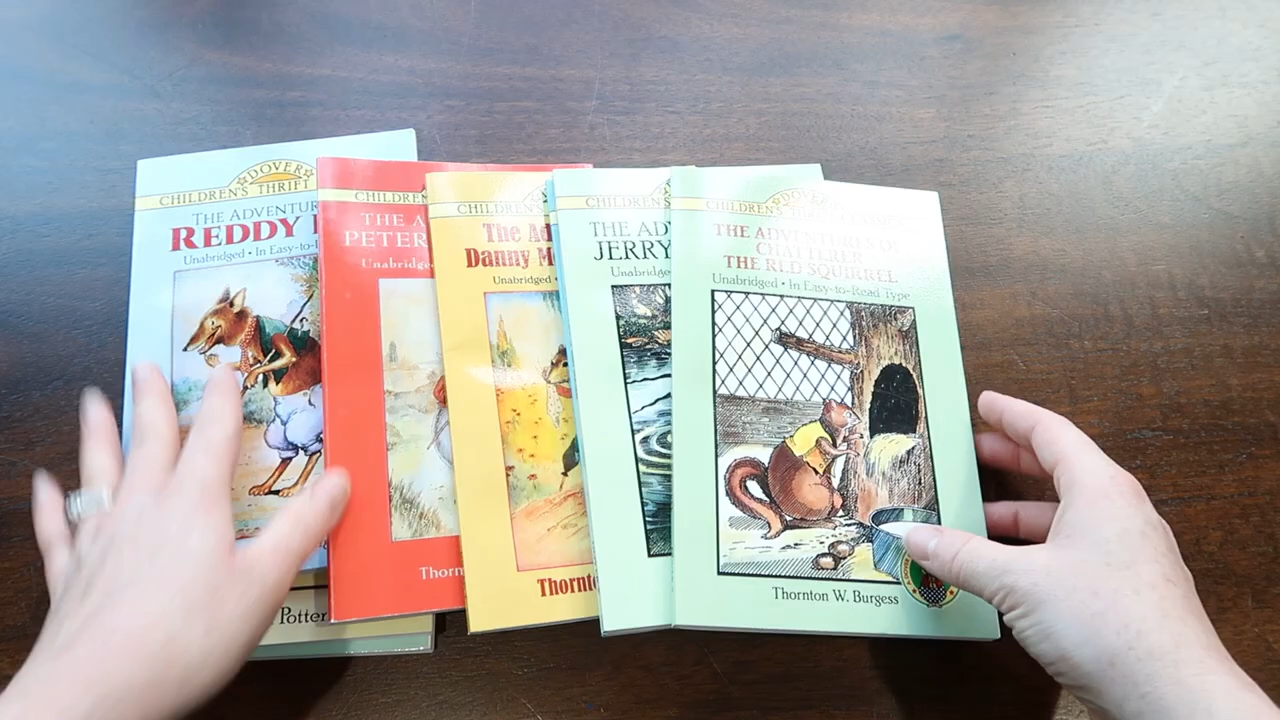 DOVER
CHILDREN'S THRIFT
THE ADVENTUR
REDDY
Unabridged • In Easy-to-
Potter
CHILDREN
THE A
PETER
Unabridged
Thorn
CHILDREN'S
The Ad
Danny M
Unabridged •
Thornt
CHILDREN'S
THE AD
JERRY
Unabridge
DOVER
CHILDREN'S THRIFT CLASSICS
THE ADVENTURES OF
CHATTERER
THE RED SQUIRREL
Unabridged • In Easy-to-Read Type
Thornton W. Burgess